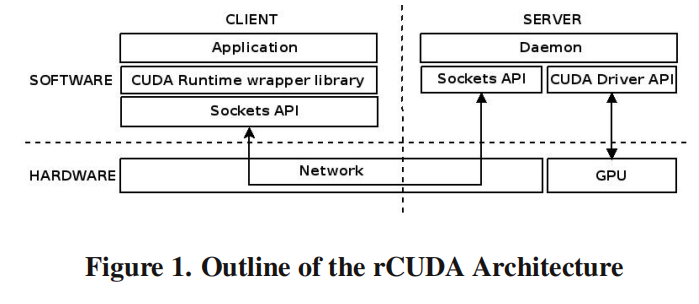 CLIENT
SERVER
Application
Daemon
SOFTWARE
CUDA Runtime wrapper library
Sockets API
CUDA Driver API
Sockets API
HARDWARE
Network
GPU
Figure 1. Outline of the rCUDA Architecture